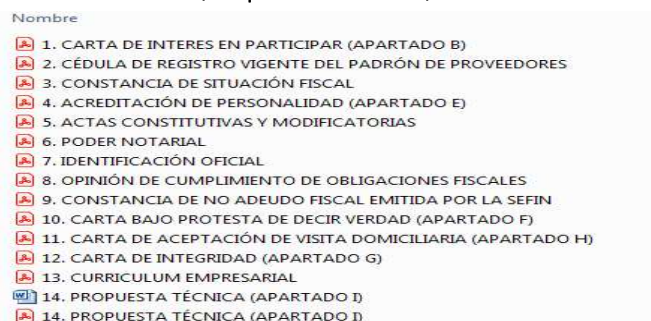 Nombre
1. CARTA DE INTERES EN PARTICIPAR (APARTADO B)
2. CÉDULA DE REGISTRO VIGENTE DEL PADRÓN DE PROVEEDORES
3. CONSTANCIA DE SITUACIÓN FISCAL
4. ACREDITACIÓN DE PERSONALIDAD (APARTADO E)
5. ACTAS CONSTITUTIVAS Y MODIFICATORIAS
6. PODER NOTARIAL
7. IDENTIFICACIÓN OFICIAL
8. OPINIÓN DE CUMPLIMIENTO DE OBLIGACIONES FISCALES
9. CONSTANCIA DE NO ADEUDO FISCAL EMITIDA POR LA SEFIN
10. CARTA BAJO PROTESTA DE DECIR VERDAD (APARTADO F)
11. CARTA DE ACEPTACIÓN DE VISITA DOMICILIARIA (APARTADO H)
12. CARTA DE INTEGRIDAD (APARTADO G)
13. CURRICULUM EMPRESARIAL
14. PROPUESTA TÉCNICA (APARTADO I)
14. PROPUESTA TÉCNICA (APARTADO I)